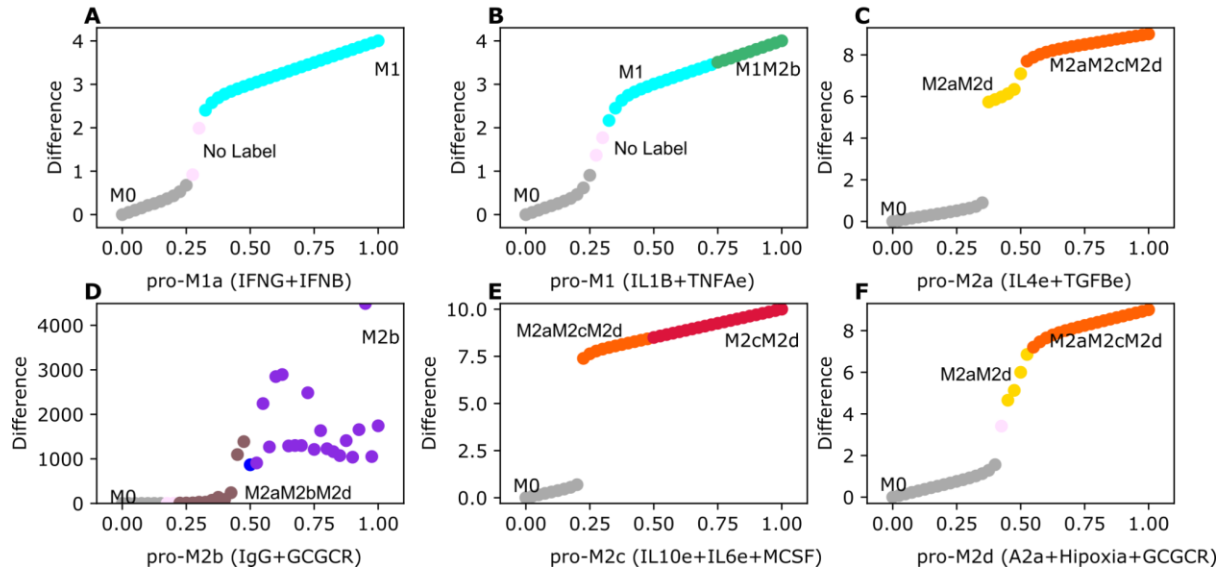 A
Difference
4
3
2
1
0
M1
No Label
M0
0.00 0.25 0.50 0.75 1.00
pro-M1a (IFNG+IFNB)
B
Difference
4
3
2
1
0
M1
M1M2b
No Label
M0
0.00 0.25 0.50 0.75 1.00
pro-M1 (IL1B+TNFAe)
C
Difference
8
6
4
2
0
M2aM2d
M2aM2cM2d
M0
0.00 0.25 0.50 0.75 1.00
pro-M2a (IL4e+TGFBe)
D
Difference
4000
3000
2000
1000
0
M2b
M0
M2aM2bM2d
0.00 0.25 0.50 0.75 1.00
pro-M2b (IgG+GCGCR)
E
Difference
10.0
7.5
5.0
2.5
0.0
M2aM2cM2d
M2cM2d
M0
0.00 0.25 0.50 0.75 1.00
pro-M2c (IL10e+IL6e+MCSF)
F
Difference
8
6
4
2
0
M2aM2cM2d
M2aM2d
M0
0.00 0.25 0.50 0.75 1.00
pro-M2d (A2a+Hipoxia+GCGCR)